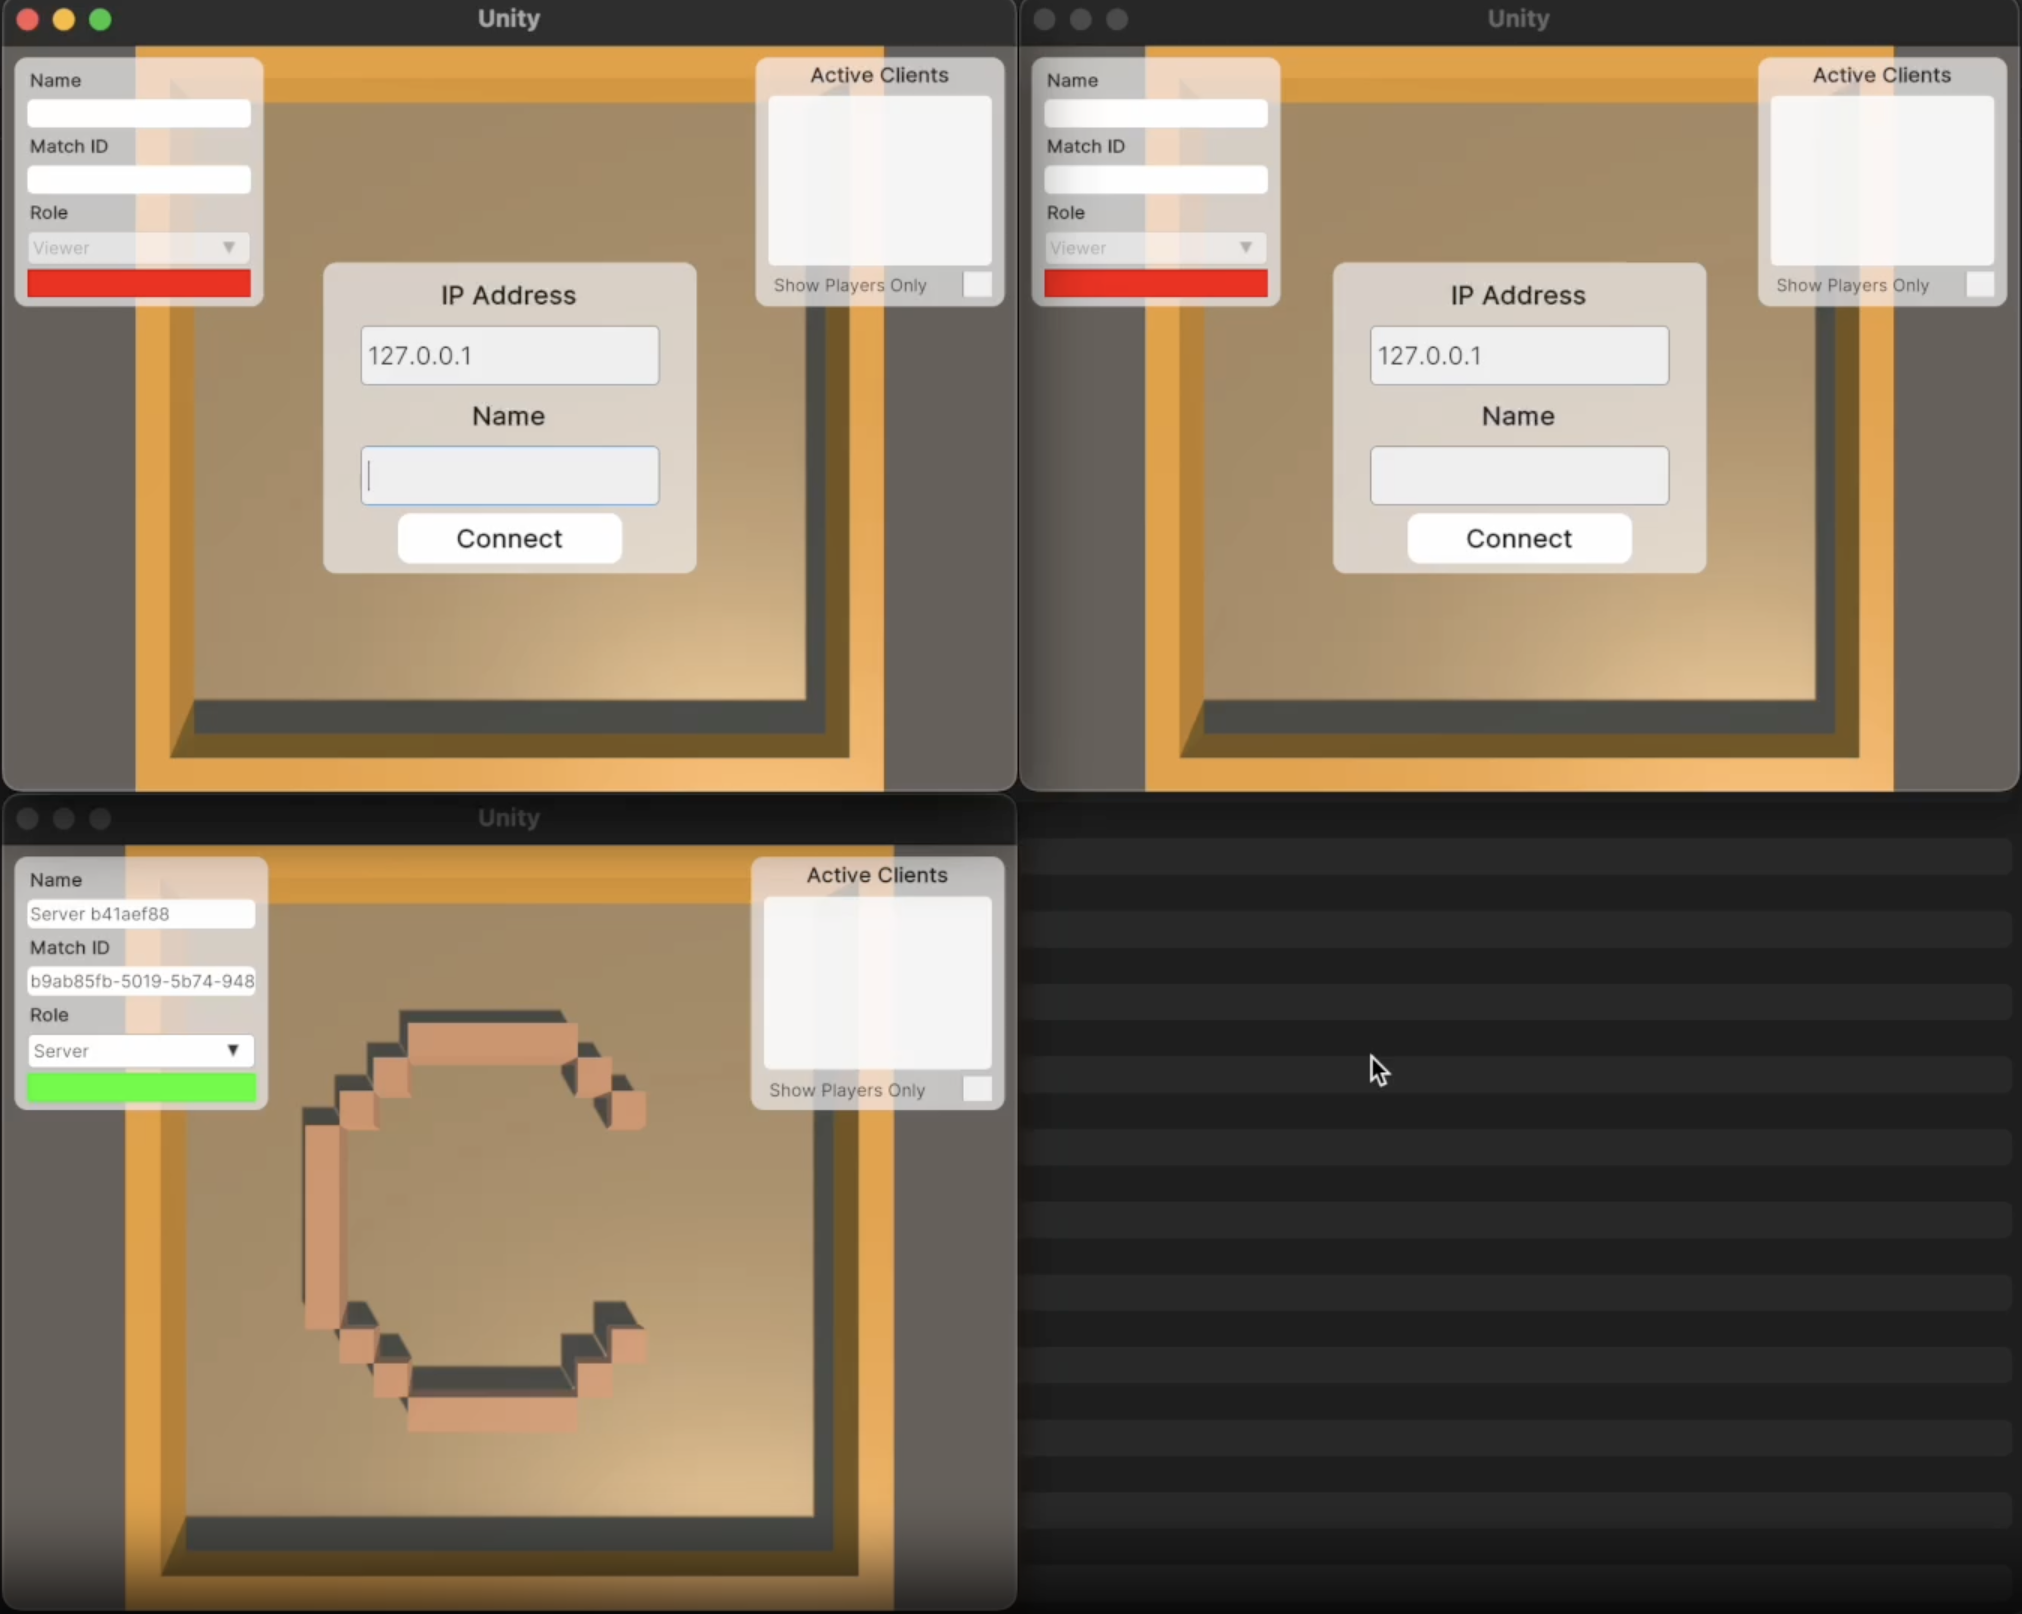 Unity
Name
Match ID
Role
Viewer
IP Address
127.0.0.1
Name
Connect
Active Clients
Show Players Only
Unity
Name
Match ID
Role
Viewer
IP Address
127.0.0.1
Name
Connect
Active Clients
Show Players Only
Unity
Name
Server b41aef88
Match ID
b9ab85fb-5019-5b74-948
Role
Server
Active Clients
Show Players Only